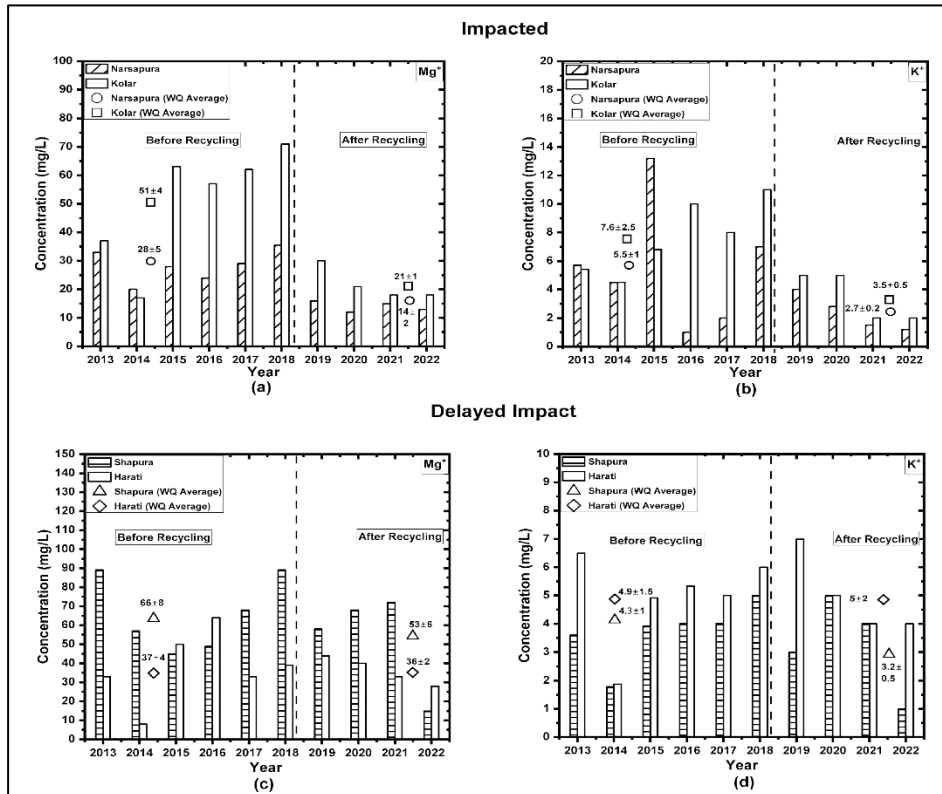 Impacted
Narsapura
Kolar
Narsapura (WQ Average)
Kolar (WQ Average)
Mg+
Before Recycling
After Recycling
51±4
28±5
21±1
14±
2
Concentration (mg/L)
100
90
80
70
60
50
40
30
20
10
0
2013 2014 2015 2016 2017 2018 2019 2020 2021 2022
Year
(a)
Narsapura
Kolar
Narsapura (WQ Average)
Kolar (WQ Average)
K+
Before Recycling
After Recycling
7.6±2.5
5.5±1
3.5+0.5
2.7±0.2
Concentration (mg/L)
20
18
16
14
12
10
8
6
4
2
0
2013 2014 2015 2016 2017 2018 2019 2020 2021 2022
Year
(b)
Delayed Impact
Shapura
Harati
Shapura (WQ Average)
Harati (WQ Average)
Mg+
Before Recycling
After Recycling
66±8
37±4
53±6
36±2
Concentration (mg/L)
150
140
130
120
110
100
90
80
70
60
50
40
30
20
10
0
2013 2014 2015 2016 2017 2018 2019 2020 2021 2022
Year
(c)
Shapura
Harati
Shapura (WQ Average)
Harati (WQ Average)
K+
Before Recycling
After Recycling
4.9±1.5
4.3±1
5±2
3.2±
0.5
Concentration (mg/L)
10
9
8
7
6
5
4
3
2
1
0
2013 2014 2015 2016 2017 2018 2019 2020 2021 2022
Year
(d)